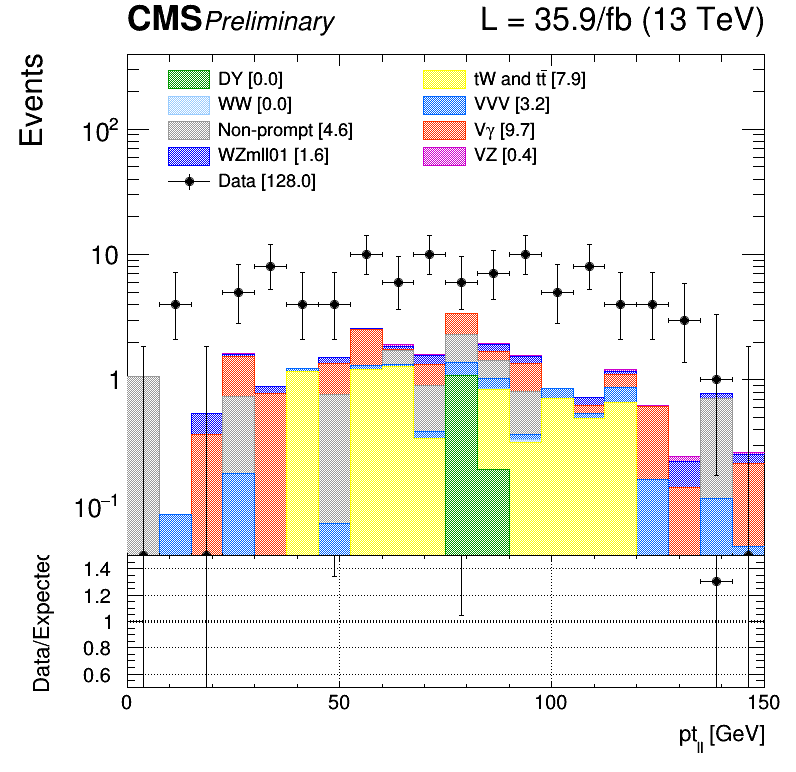 CMS Preliminary L = 35.9/fb (13 TeV)
Events
DY [0.0]
WW [0.0]
Non-prompt [4.6]
WZmll01 [1.6]
Data [128.0]
tW and tt̄ [7.9]
VVV [3.2]
Vγ [9.7]
VZ [0.4]
10²
10
1
10⁻¹
Data/Expected
1.4
1.2
1
0.8
0.6
0 50 100 150
pt_ll [GeV]